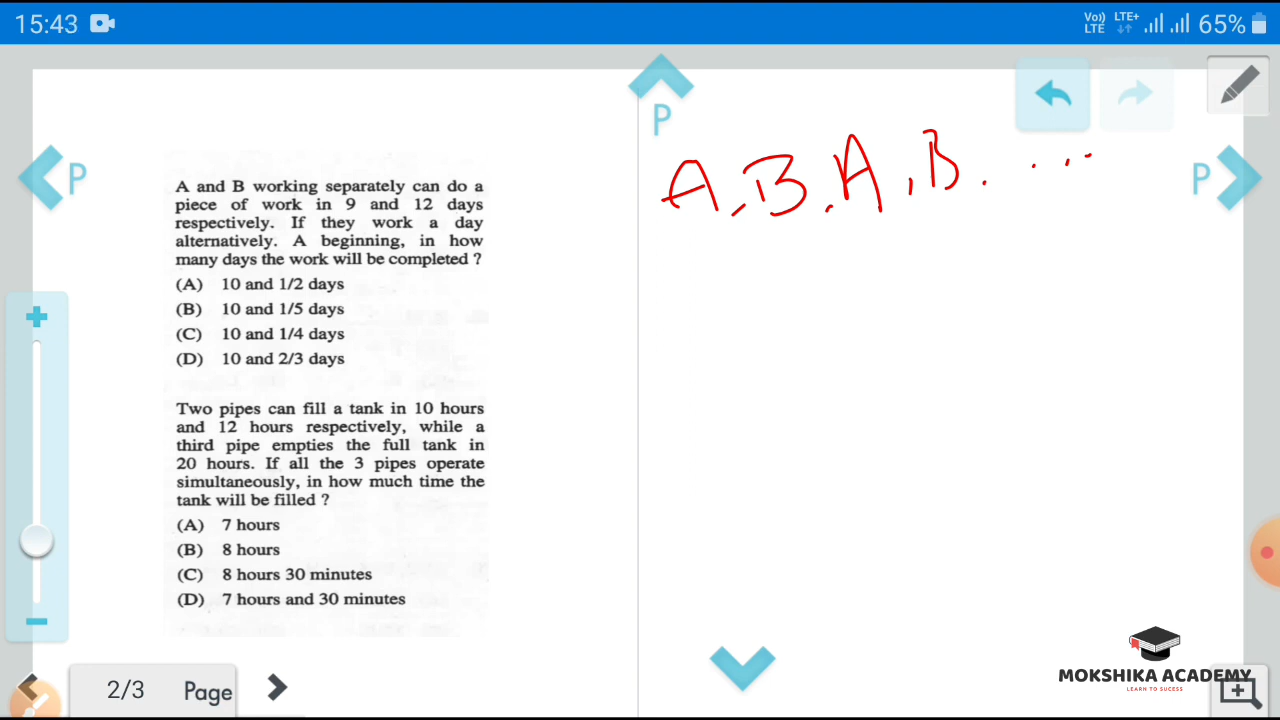 15:43
Vo)) LTE LTE+ 65%
P
P
P
A and B working separately can do a
piece of work in 9 and 12 days
respectively. If they work a day
alternatively. A beginning, in how
many days the work will be completed ?
(A) 10 and 1/2 days
(B) 10 and 1/5 days
(C) 10 and 1/4 days
(D) 10 and 2/3 days
Two pipes can fill a tank in 10 hours
and 12 hours respectively, while a
third pipe empties the full tank in
20 hours. If all the 3 pipes operate
simultaneously, in how much time the
tank will be filled ?
(A) 7 hours
(B) 8 hours
(C) 8 hours 30 minutes
(D) 7 hours and 30 minutes
A, B, A, B, ...
2/3 Page
MOKSHIKA ACADEMY
LEARN TO SUCESS